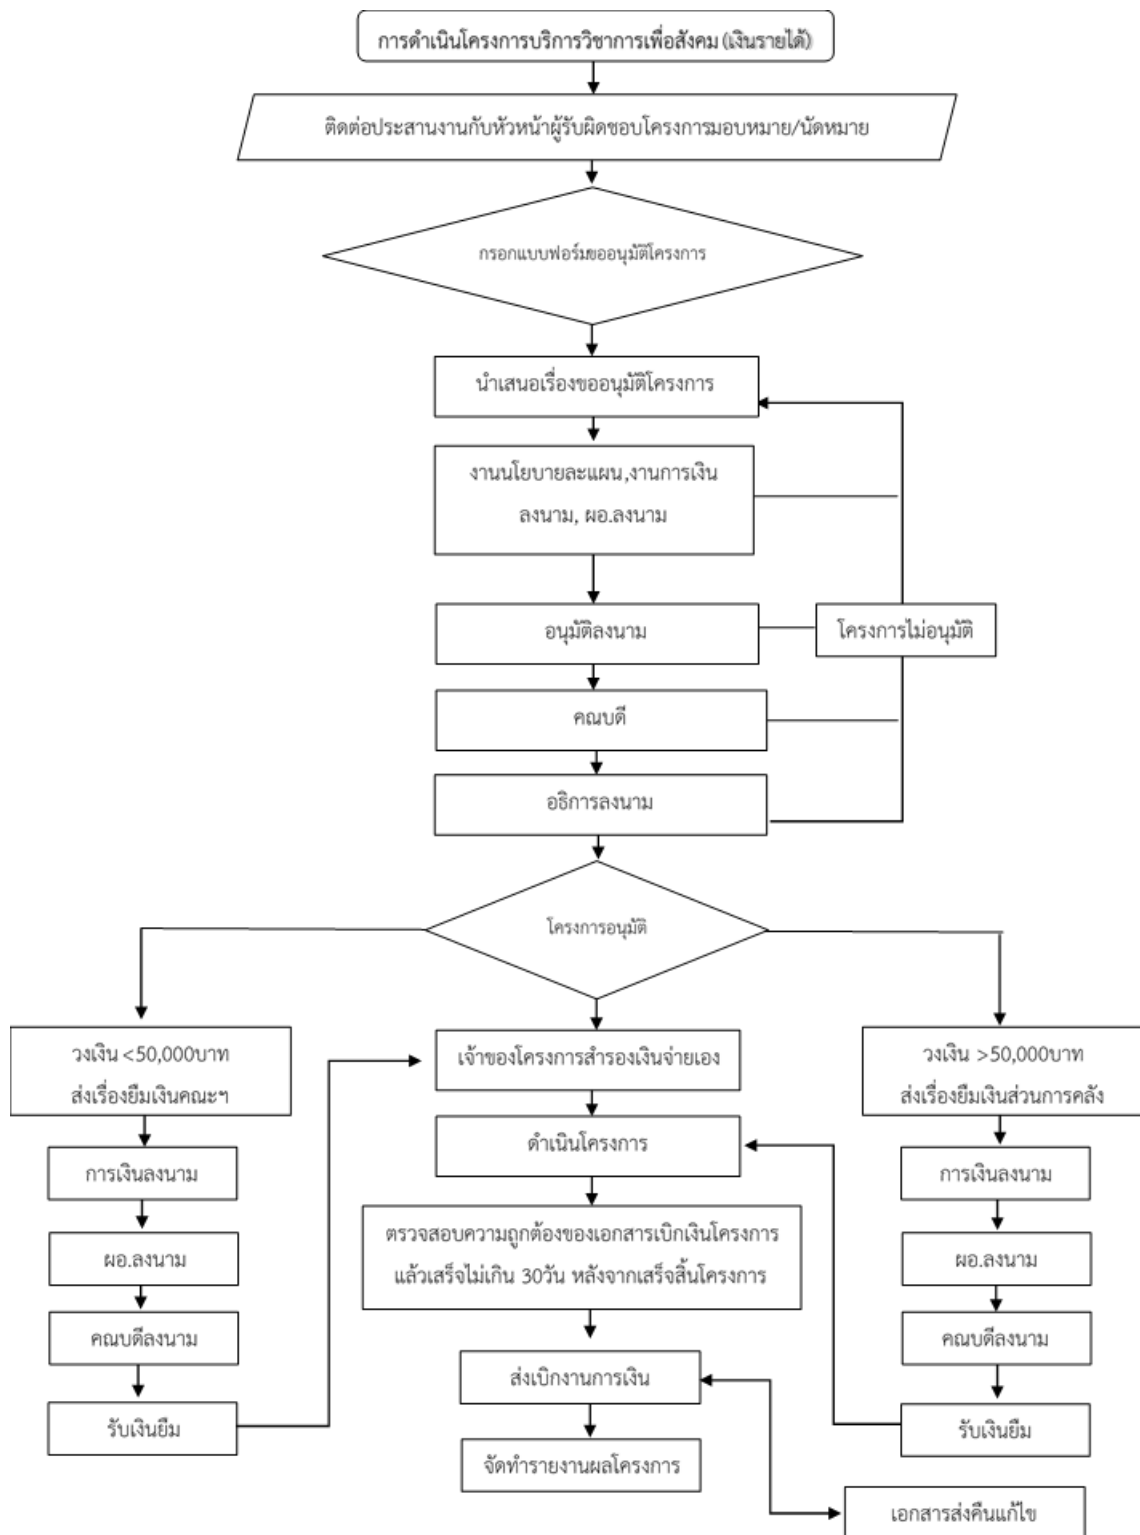 การดำเนินโครงการบริการวิชาการเพื่อสังคม (เงินรายได้)
ติดต่อประสานงานกับหัวหน้าผู้รับผิดชอบโครงการมอบหมาย/นัดหมาย
กรอกแบบฟอร์มขออนุมัติโครงการ
นำเสนอเรื่องขออนุมัติโครงการ
งานนโยบายละแผน,งานการเงิน
ลงนาม, ผอ.ลงนาม
อนุมัติลงนาม
โครงการไม่อนุมัติ
คณบดี
อธิการลงนาม
โครงการอนุมัติ
วงเงิน <50,000บาท
ส่งเรื่องยืมเงินคณะฯ
การเงินลงนาม
ผอ.ลงนาม
คณบดีลงนาม
รับเงินยืม
เจ้าของโครงการสำรองเงินจ่ายเอง
ดำเนินโครงการ
ตรวจสอบความถูกต้องของเอกสารเบิกเงินโครงการ
แล้วเสร็จไม่เกิน 30วัน หลังจากเสร็จสิ้นโครงการ
ส่งเบิกงานการเงิน
จัดทำรายงานผลโครงการ
วงเงิน >50,000บาท
ส่งเรื่องยืมเงินส่วนการคลัง
การเงินลงนาม
ผอ.ลงนาม
คณบดีลงนาม
รับเงินยืม
เอกสารส่งคืนแก้ไข